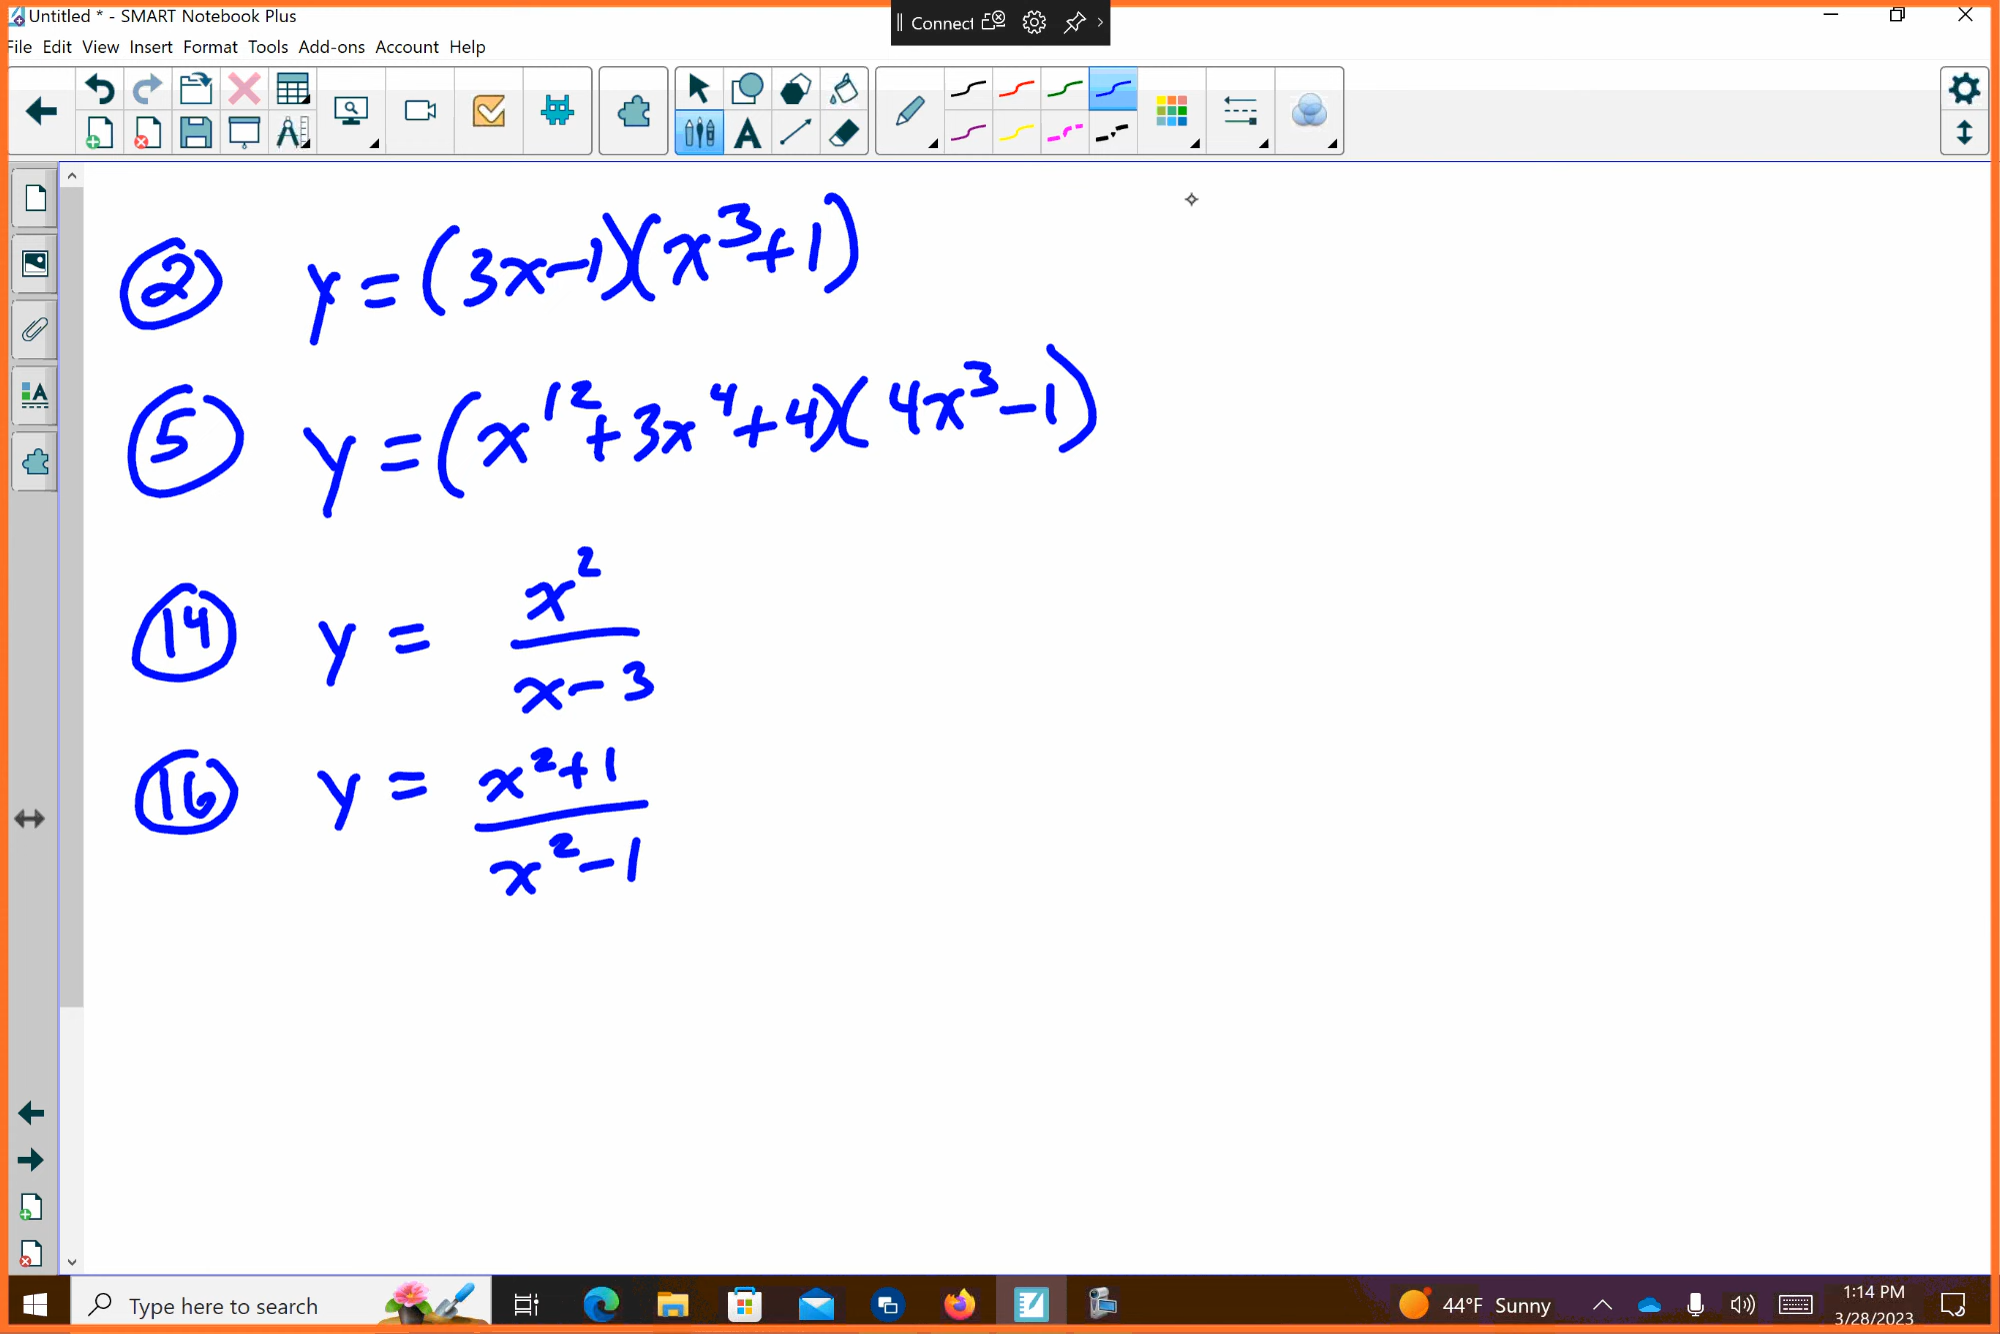 Untitled * - SMART Notebook Plus
Connect
File Edit View Insert Format Tools Add-ons Account Help
② y = (3x-1)(x³+1)
⑤ y = (x¹²+3x⁴+4)(4x³-1)
⑭ y = x²
x-3
⑯ y = x²+1
x²-1
Type here to search
44°F Sunny
1:14 PM
3/28/2023